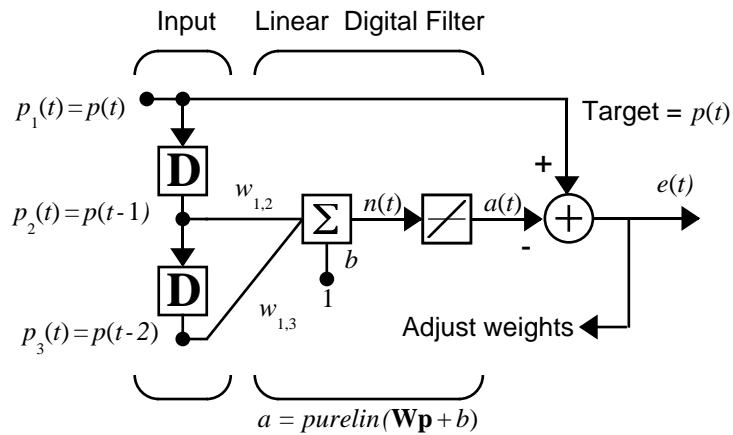 Input Linear Digital Filter
p1(t)=p(t)
Target = p(t)
D
+
e(t)
w1,2
n(t)
a(t)
p2(t)=p(t-1)
Σ
+
-
b
D
1
w1,3
p3(t)=p(t-2)
Adjust weights
a = purelin(Wp+b)